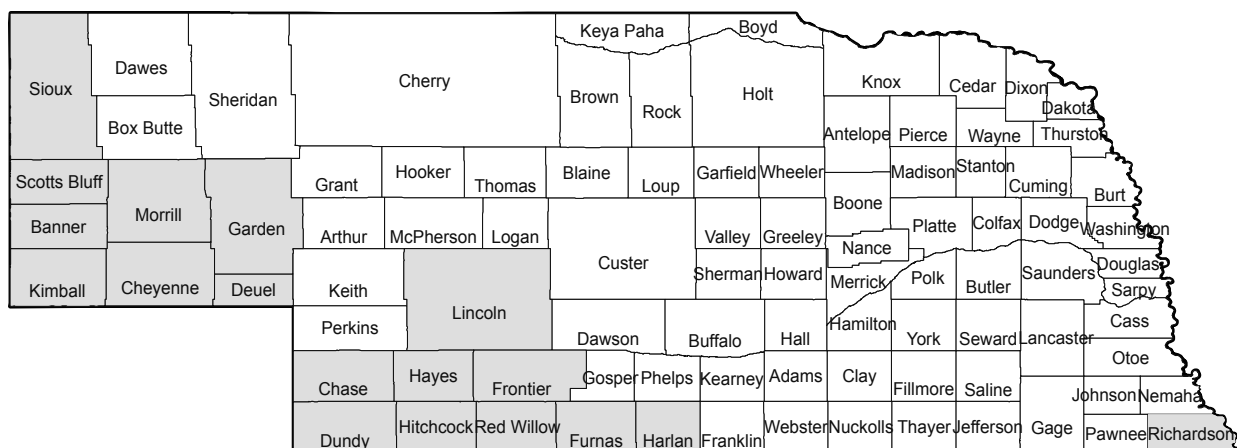 Keya Paha Boyd
Sioux Dawes Sheridan Cherry Brown Rock Holt Knox Cedar Dixon Dakota
Box Butte Antelope Pierce Wayne Thurston
Scotts Bluff Grant Hooker Thomas Blaine Loup Garfield Wheeler Madison Stanton Cuming Burt
Banner Morrill Garden Arthur McPherson Logan Custer Valley Greeley Boone Nance Platte Colfax Dodge Washington
Kimball Cheyenne Deuel Keith Lincoln Sherman Howard Merrick Polk Butler Saunders Douglas Sarpy
Perkins Dawson Buffalo Hall Hamilton York Seward Lancaster Cass Otoe
Chase Hayes Frontier Gosper Phelps Kearney Adams Clay Fillmore Saline Johnson Nemaha
Dundy Hitchcock Red Willow Furnas Harlan Franklin Webster Nuckolls Thayer Jefferson Gage Pawnee Richardson